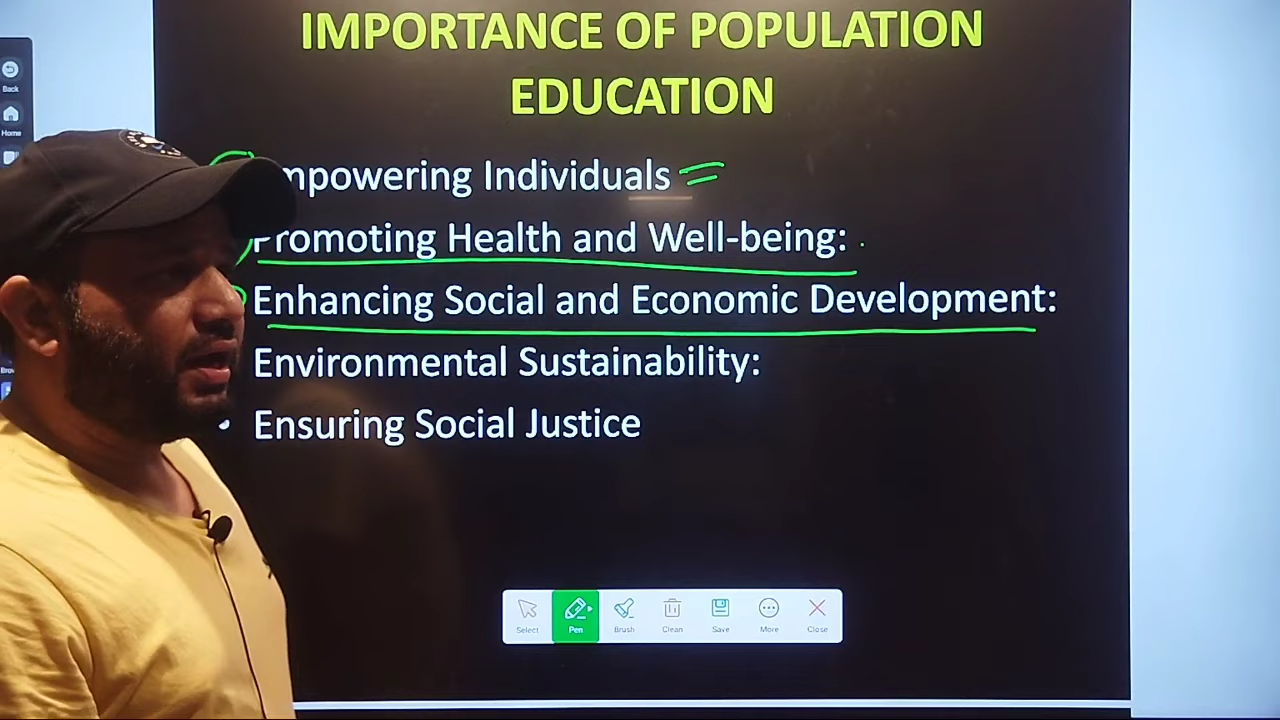 IMPORTANCE OF POPULATION
EDUCATION
Back
Home
mpowering Individuals
Promoting Health and Well-being:
Enhancing Social and Economic Development:
Environmental Sustainability:
Ensuring Social Justice
Select
Pen
Brush
Clean
Save
More
Close